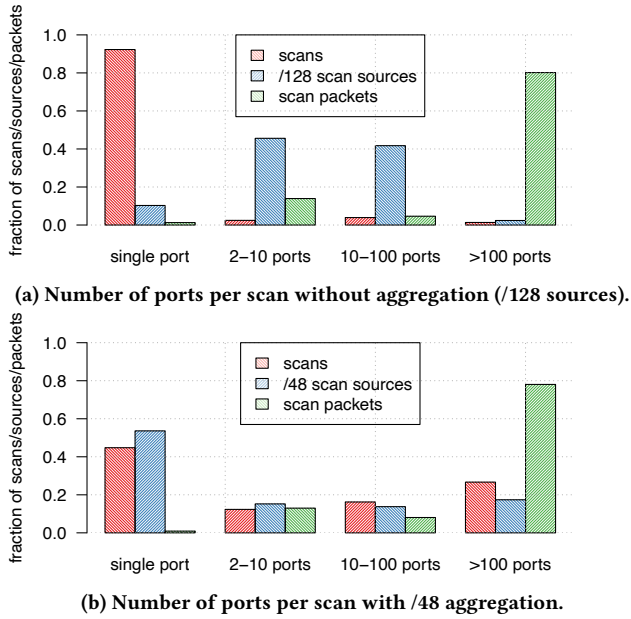 fraction of scans/sources/packets
1.0
0.8
0.6
0.4
0.2
0.0
scans
/128 scan sources
scan packets
single port
2−10 ports
10−100 ports
>100 ports
(a) Number of ports per scan without aggregation (/128 sources).
fraction of scans/sources/packets
1.0
0.8
0.6
0.4
0.2
0.0
scans
/48 scan sources
scan packets
single port
2−10 ports
10−100 ports
>100 ports
(b) Number of ports per scan with /48 aggregation.